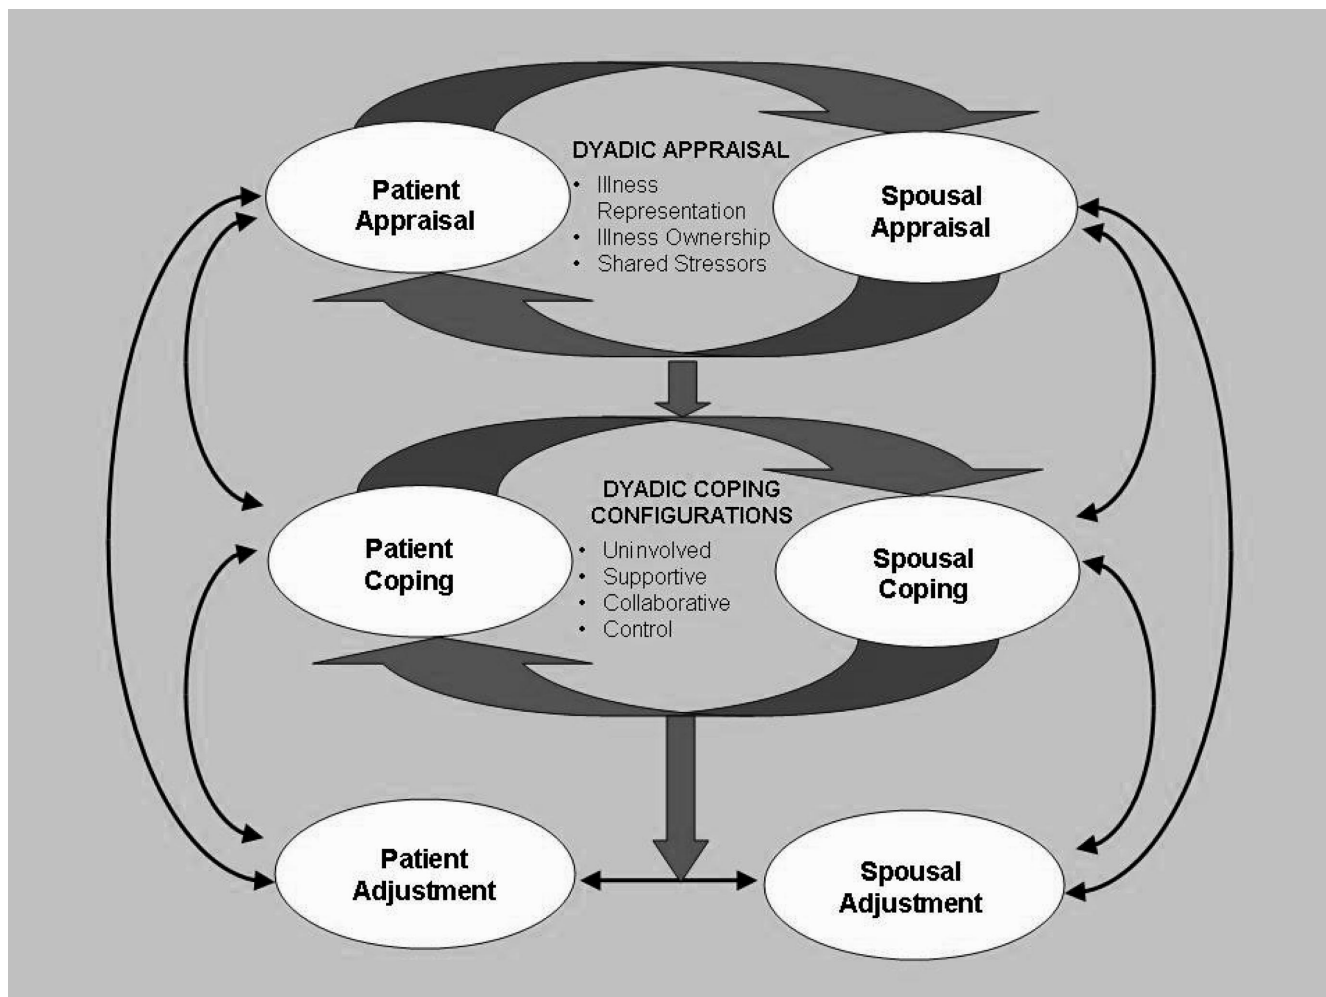 DYADIC APPRAISAL
Patient
Appraisal
• Illness
Representation
• Illness Ownership
• Shared Stressors
Spousal
Appraisal
DYADIC COPING
CONFIGURATIONS
Patient
Coping
• Uninvolved
• Supportive
• Collaborative
• Control
Spousal
Coping
Patient
Adjustment
Spousal
Adjustment